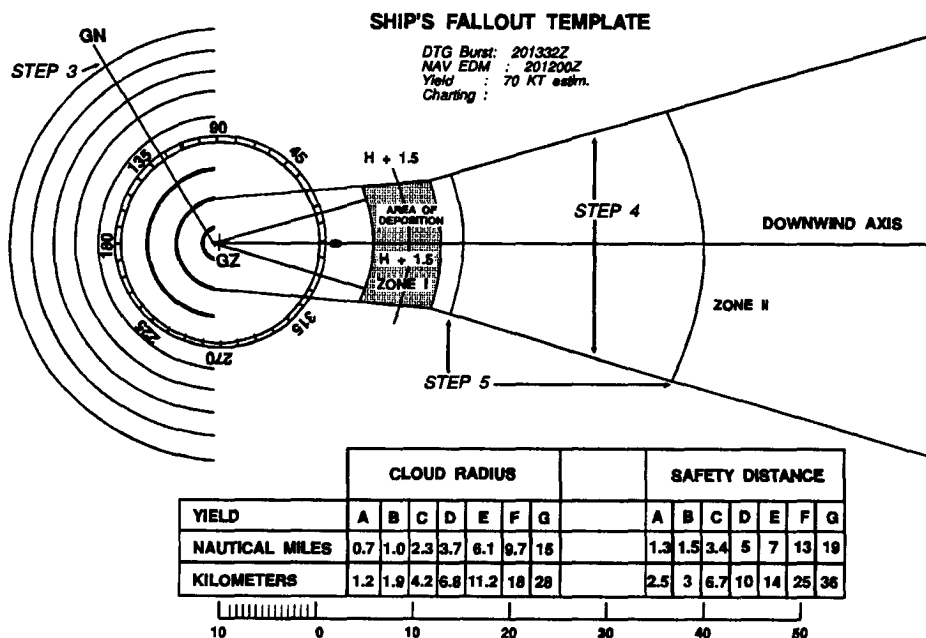 SHIP'S FALLOUT TEMPLATE
DTG Burst: 201332Z
NAV EDM : 201200Z
Yield : 70 KT estim.
Charting :
GN
STEP 3
90
135
45
H + 1.5
AREA OF
DEPOSITION
STEP 4
DOWNWIND AXIS
180
GZ
H + 1.5
ZONE I
ZONE II
225
315
270
STEP 5
CLOUD RADIUS SAFETY DISTANCE
YIELD A B C D E F G A B C D E F G
NAUTICAL MILES 0.7 1.0 2.3 3.7 6.1 9.7 15 1.3 1.5 3.4 5 7 13 19
KILOMETERS 1.2 1.9 4.2 6.8 11.2 18 28 2.5 3 6.7 10 14 25 36
10 0 10 20 30 40 50